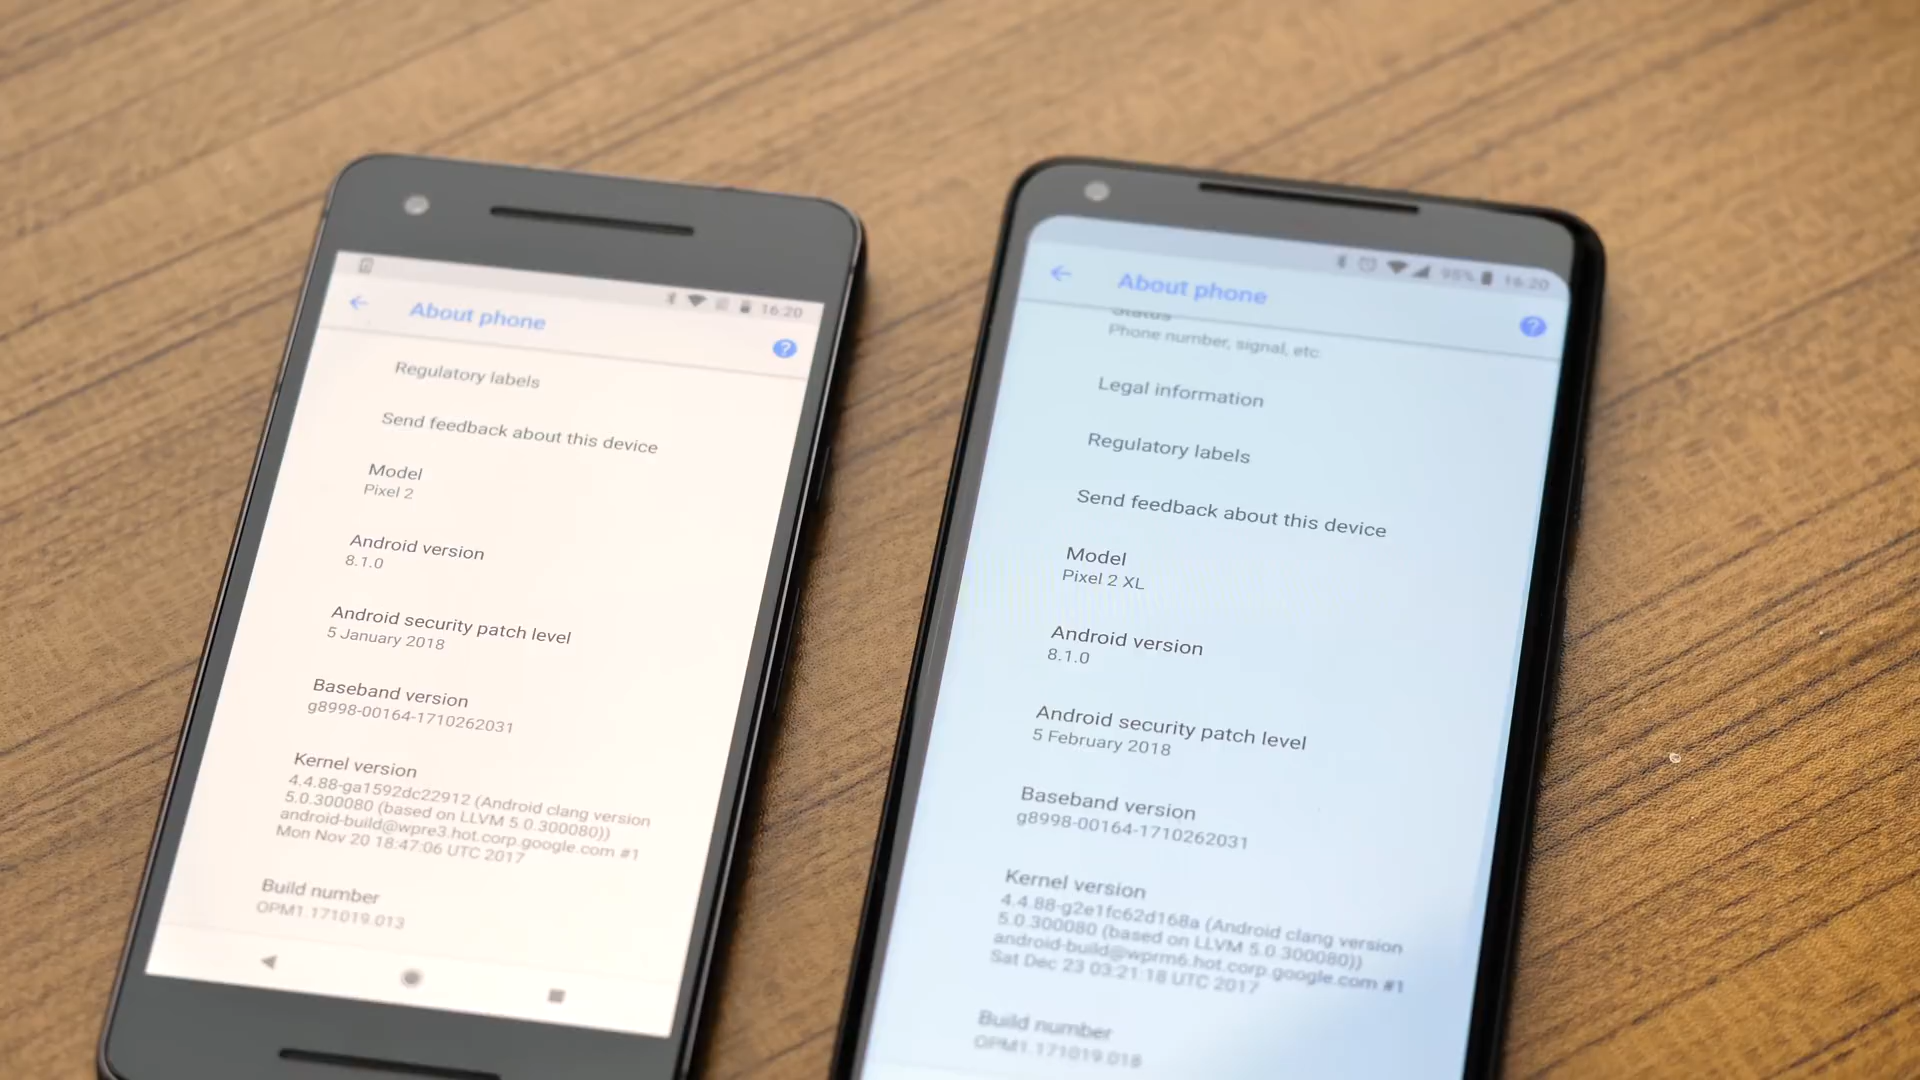 16:20
About phone
Regulatory labels
Send feedback about this device
Model
Pixel 2
Android version
8.1.0
Android security patch level
5 January 2018
Baseband version
g8998-00164-1710262031
Kernel version
4.4.88-ga1592dc22912 (Android clang version
5.0.300080 (based on LLVM 5.0.300080))
android-build@wpre3.hot.corp.google.com #1
Mon Nov 20 18:47:06 UTC 2017
Build number
OPM1.171019.013
95% 16:20
About phone
Status
Phone number, signal, etc.
Legal information
Regulatory labels
Send feedback about this device
Model
Pixel 2 XL
Android version
8.1.0
Android security patch level
5 February 2018
Baseband version
g8998-00164-1710262031
Kernel version
4.4.88-g2e1fc62d168a (Android clang version
5.0.300080 (based on LLVM 5.0.300080))
android-build@wprm6.hot.corp.google.com #1
Sat Dec 23 03:21:18 UTC 2017
Build number
OPM1.171019.018